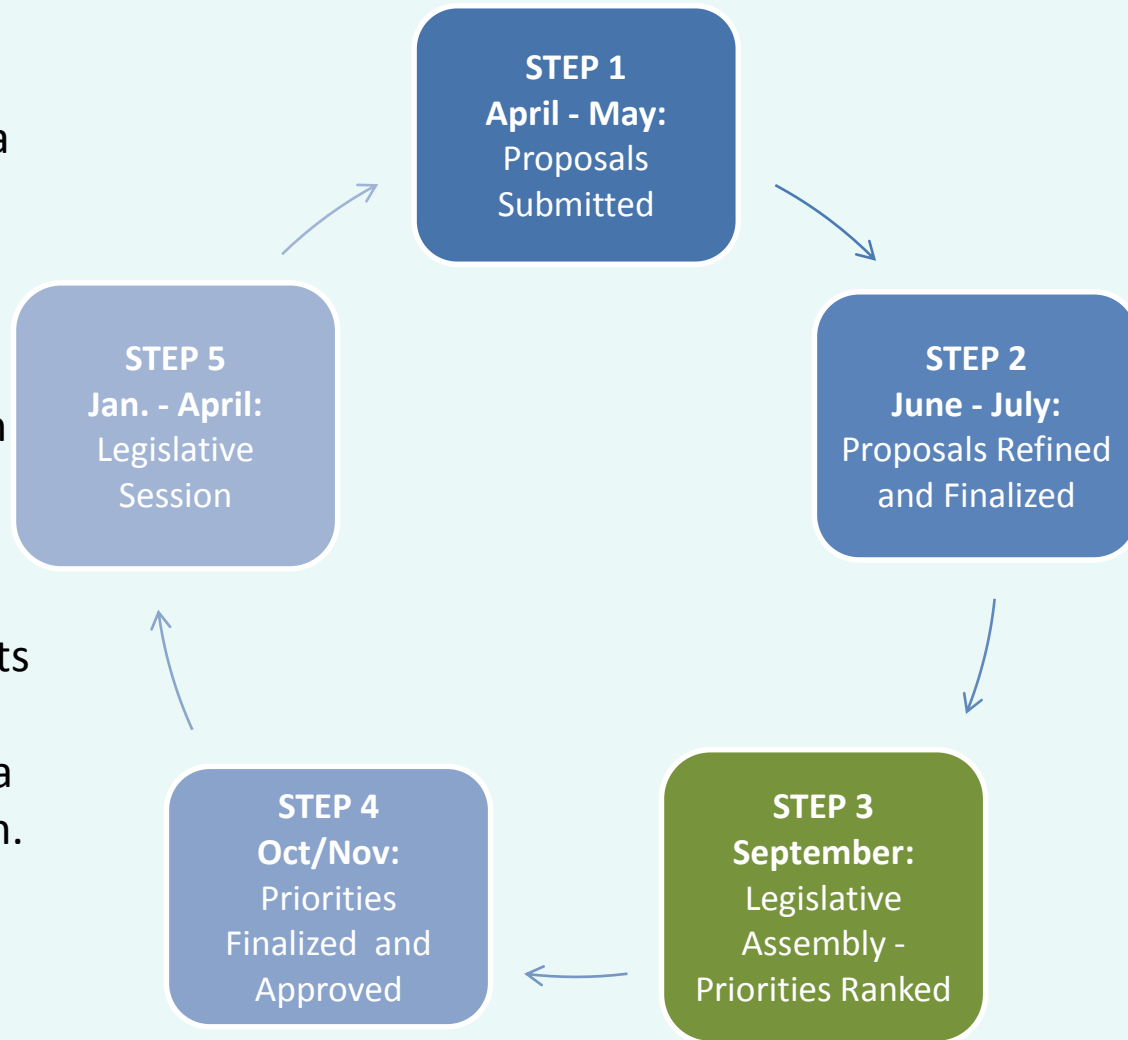 a
n
ts
a
n.
STEP 1
April - May:
Proposals
Submitted
STEP 2
June - July:
Proposals Refined
and Finalized
STEP 3
September:
Legislative
Assembly -
Priorities Ranked
STEP 4
Oct/Nov:
Priorities
Finalized and
Approved
STEP 5
Jan. - April:
Legislative
Session